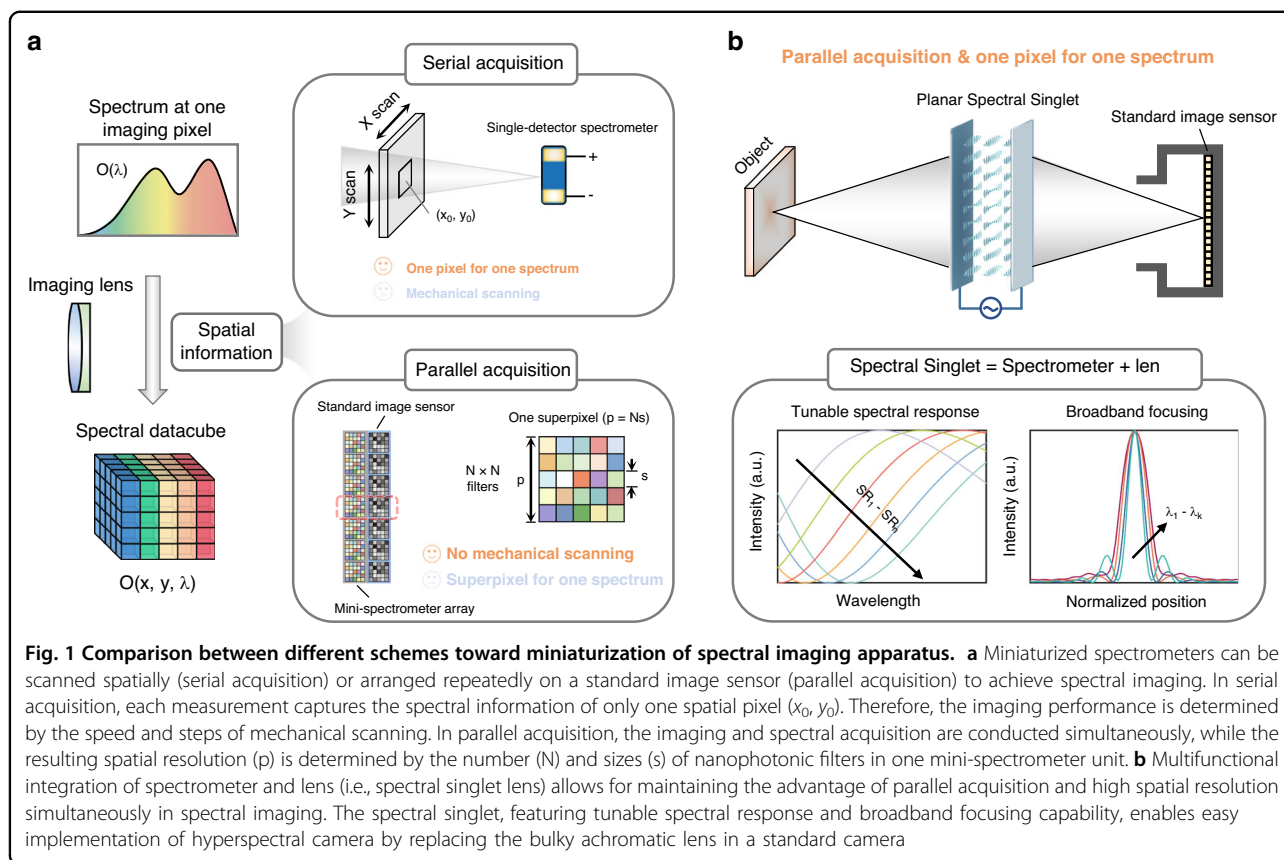 a
Spectrum at one
imaging pixel
O(λ)
Imaging lens
Spatial
information
Spectral datacube
O(x, y, λ)
Serial acquisition
X scan
Y scan
Single-detector spectrometer
+
-
(x₀, y₀)
One pixel for one spectrum
Mechanical scanning
Parallel acquisition
Standard image sensor
One superpixel (p = Ns)
N × N
filters
p
s
No mechanical scanning
Superpixel for one spectrum
Mini-spectrometer array
b
Parallel acquisition & one pixel for one spectrum
Planar Spectral Singlet
Standard image sensor
Object
Spectral Singlet = Spectrometer + len
Tunable spectral response
Intensity (a.u.)
SR₁ - SRₙ
Wavelength
Broadband focusing
Intensity (a.u.)
λ₁ - λₖ
Normalized position
Fig. 1 Comparison between different schemes toward miniaturization of spectral imaging apparatus. a Miniaturized spectrometers can be
scanned spatially (serial acquisition) or arranged repeatedly on a standard image sensor (parallel acquisition) to achieve spectral imaging. In serial
acquisition, each measurement captures the spectral information of only one spatial pixel (x₀, y₀). Therefore, the imaging performance is determined
by the speed and steps of mechanical scanning. In parallel acquisition, the imaging and spectral acquisition are conducted simultaneously, while the
resulting spatial resolution (p) is determined by the number (N) and sizes (s) of nanophotonic filters in one mini-spectrometer unit. b Multifunctional
integration of spectrometer and lens (i.e., spectral singlet lens) allows for maintaining the advantage of parallel acquisition and high spatial resolution
simultaneously in spectral imaging. The spectral singlet, featuring tunable spectral response and broadband focusing capability, enables easy
implementation of hyperspectral camera by replacing the bulky achromatic lens in a standard camera